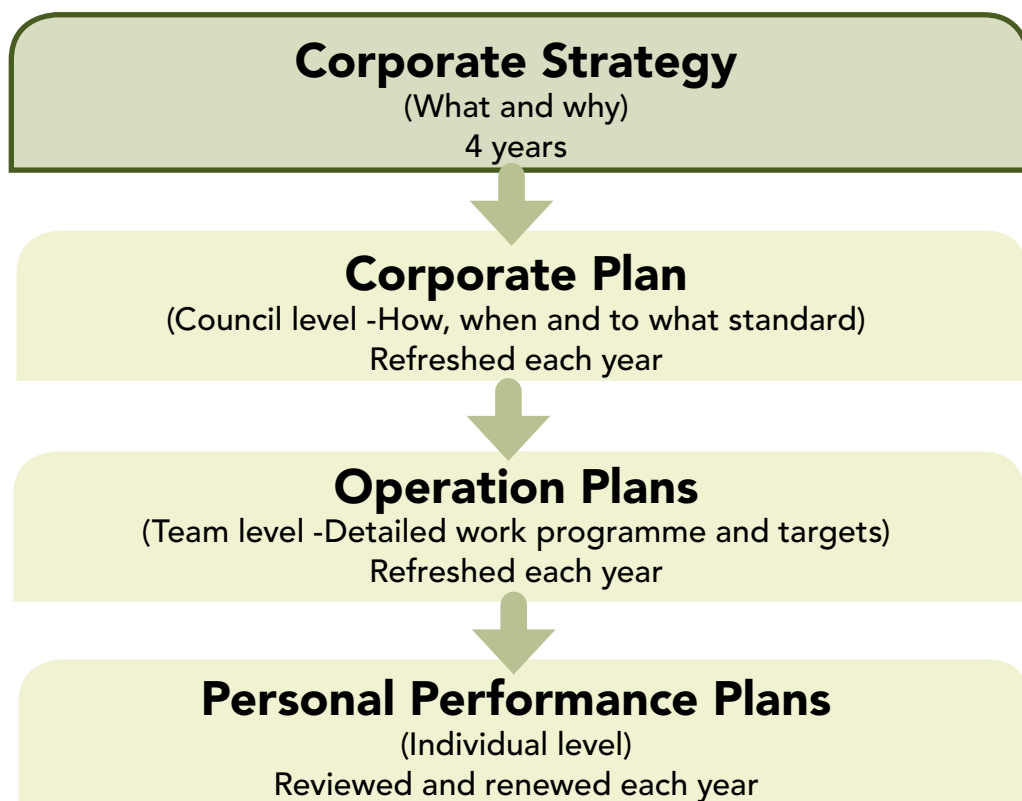 Corporate Strategy
(What and why)
4 years
Corporate Plan
(Council level -How, when and to what standard)
Refreshed each year
Operation Plans
(Team level -Detailed work programme and targets)
Refreshed each year
Personal Performance Plans
(Individual level)
Reviewed and renewed each year